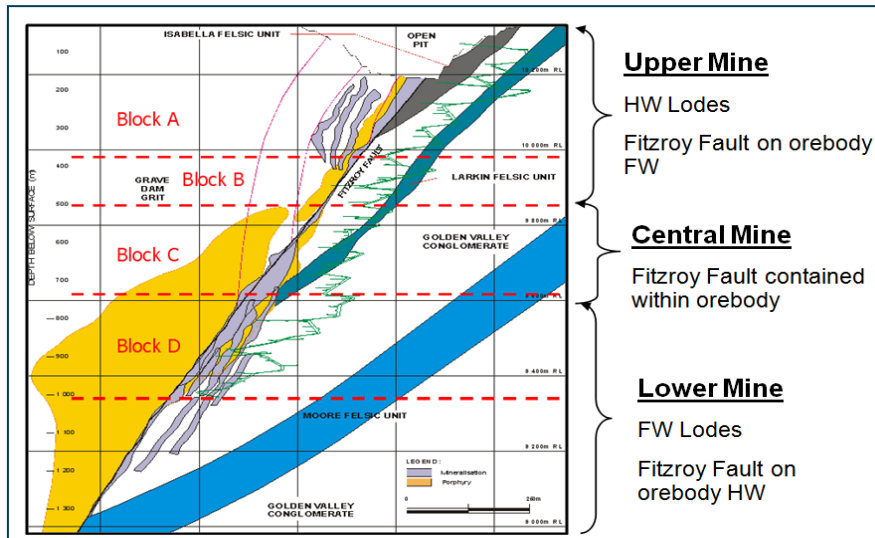 ISABELLA FELSIC UNIT
OPEN
PIT
100
10 200m RL
200
Block A
300
10 000m RL
400
FITZROY FAULT
GRAVE
DAM
GRIT
Block B
LARKIN FELSIC UNIT
DEPTH BELOW SURFACE (m)
9 800m RL
600
GOLDEN VALLEY
CONGLOMERATE
Block C
700
800
Block D
900
9 400m RL
1 000
MOORE FELSIC UNIT
1 100
9 200m RL
1 200
LEGEND :
Mineralisation
Porphyry
0
250m
1 300
GOLDEN VALLEY
CONGLOMERATE
9 000m RL
Upper Mine
HW Lodes
Fitzroy Fault on orebody
FW
Central Mine
Fitzroy Fault contained
within orebody
Lower Mine
FW Lodes
Fitzroy Fault on
orebody HW